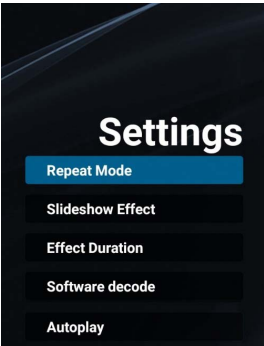 Settings
Repeat Mode
Slideshow Effect
Effect Duration
Software decode
Autoplay